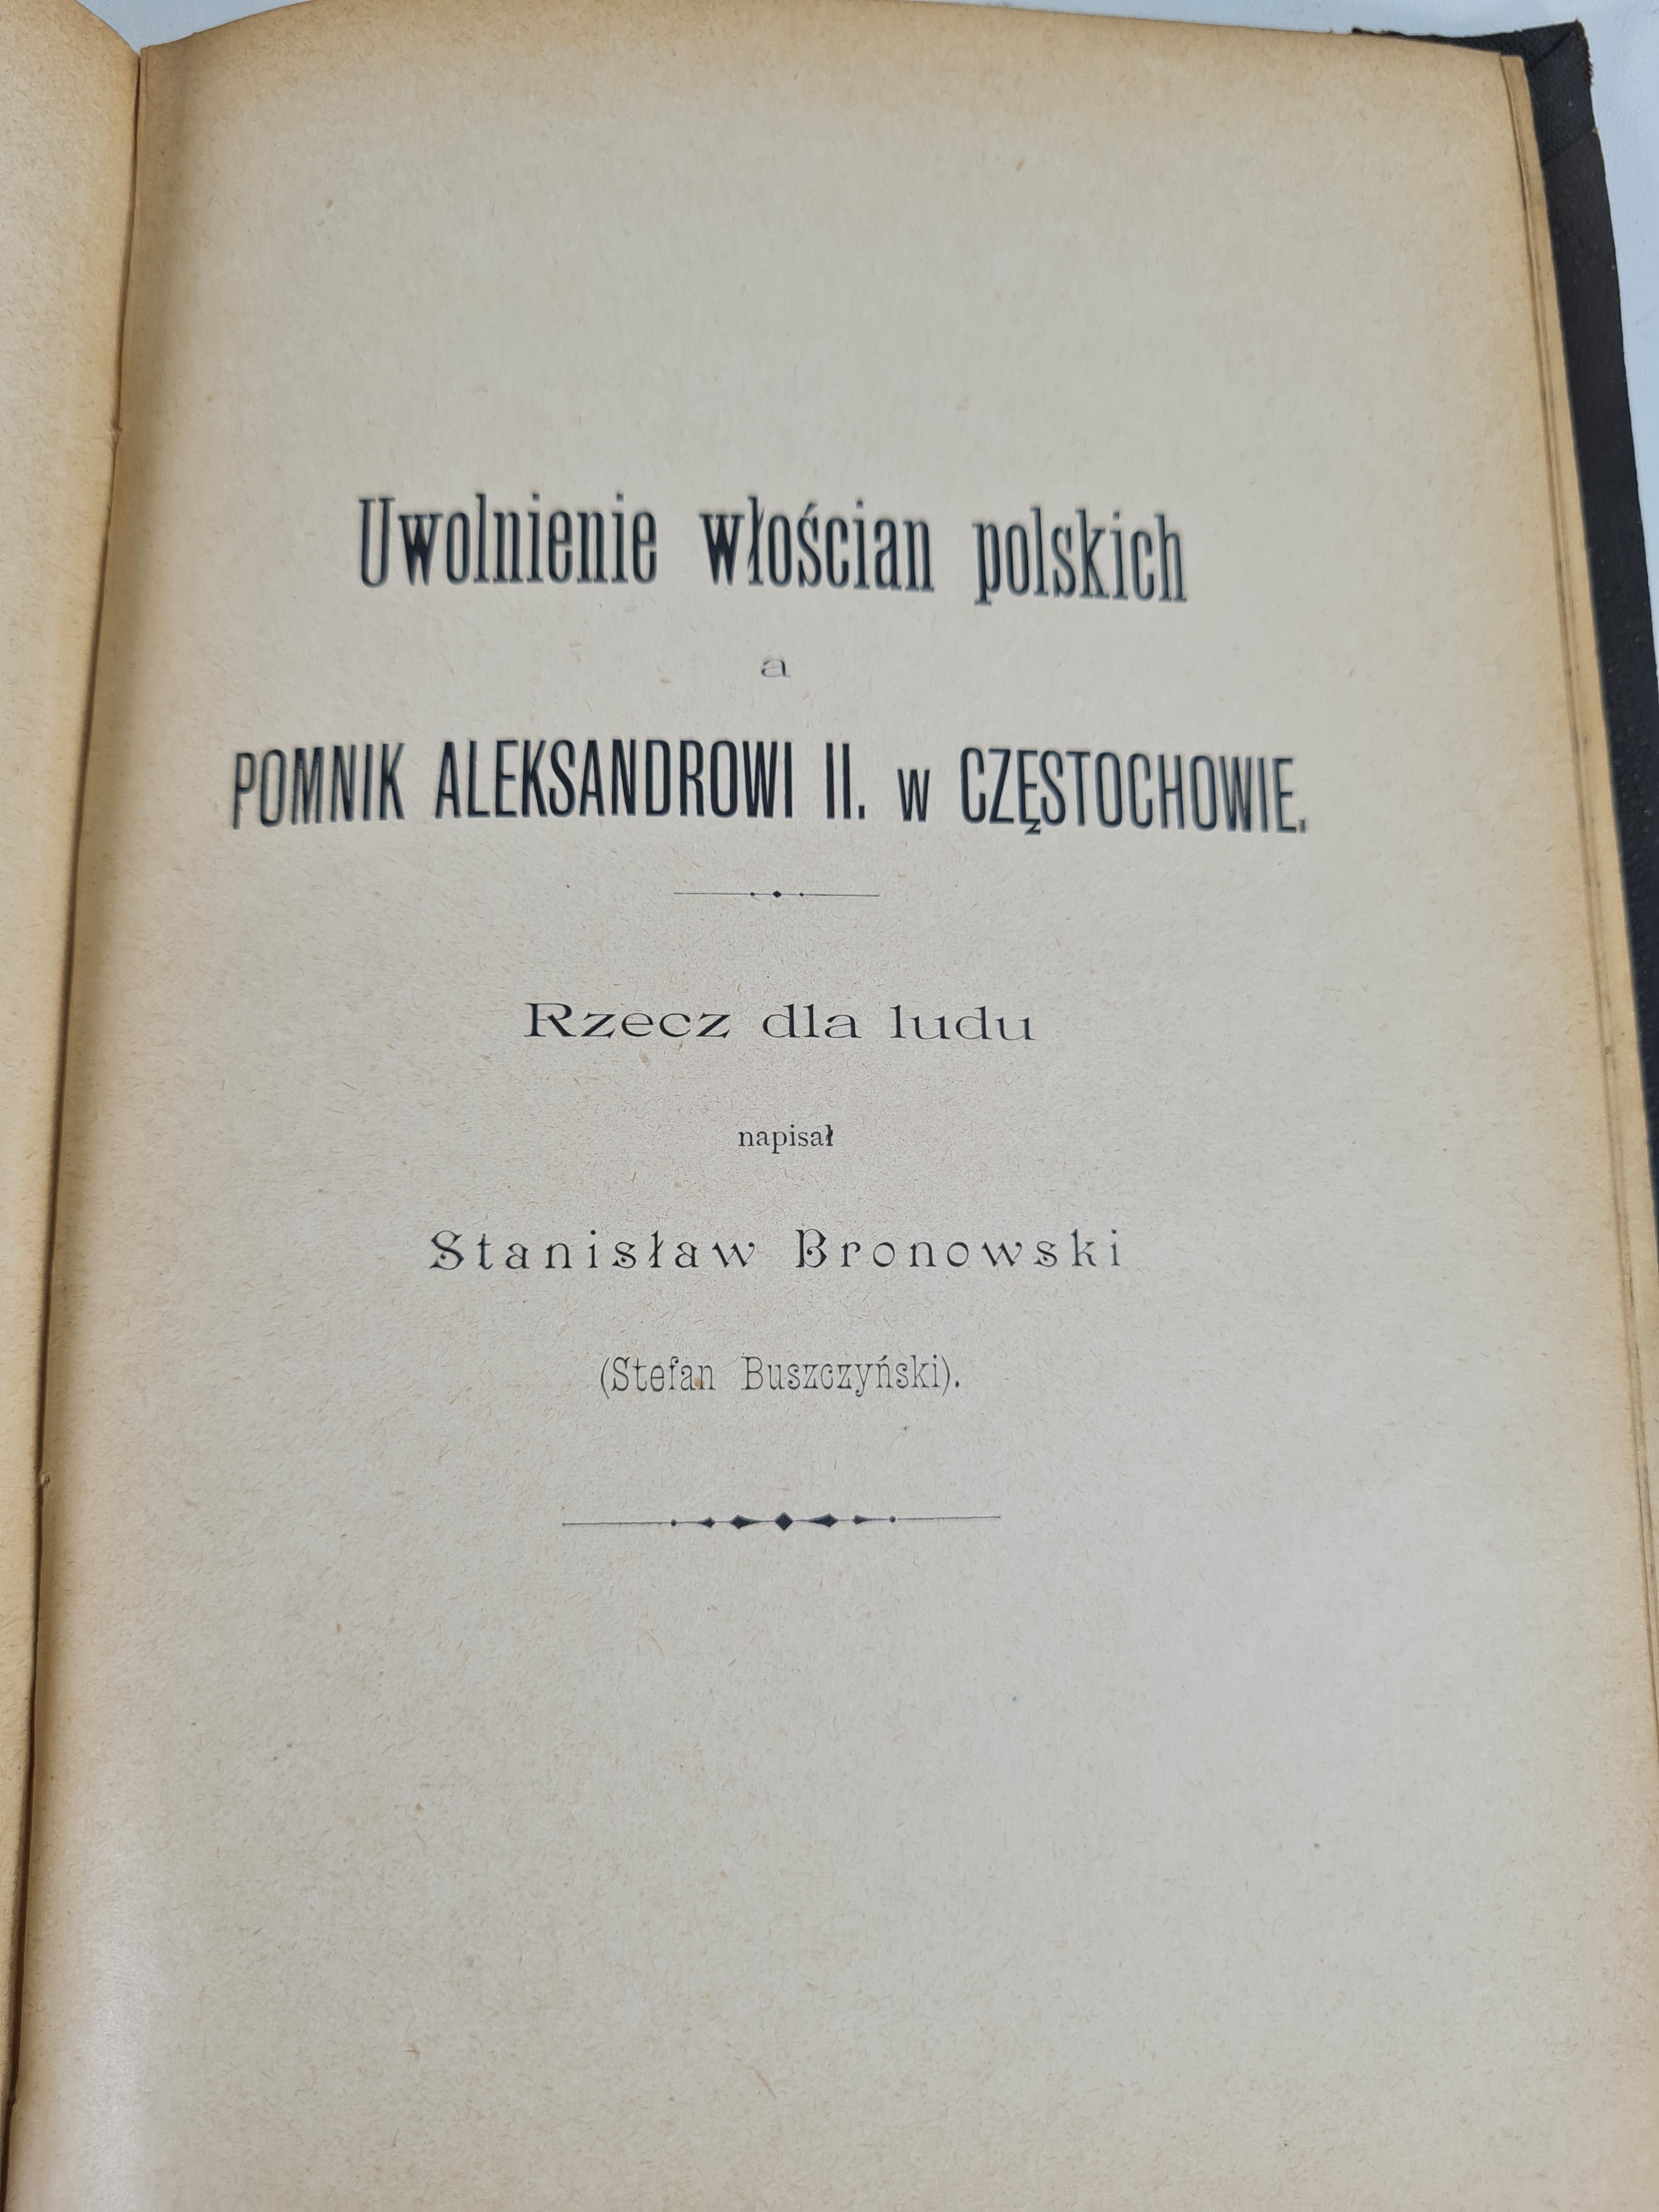 Uwolnienie włościan polskich
a
POMNIK ALEKSANDROWI II. w CZĘSTOCHOWIE.
Rzecz dla ludu
napisał
Stanisław Bronowski
(Stefan Buszczyński).